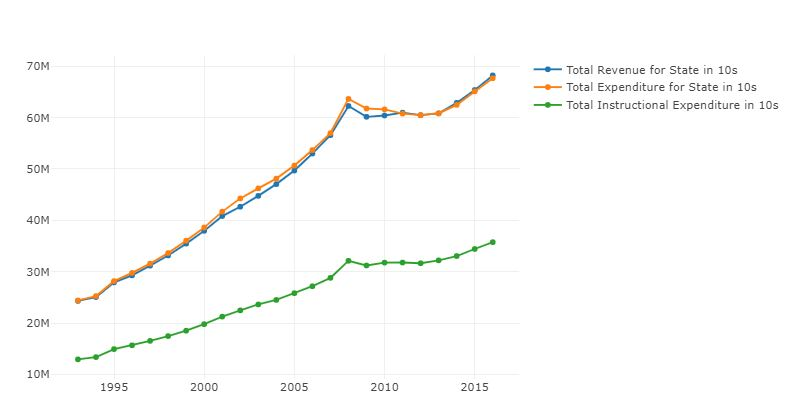 70M
60M
50M
40M
30M
20M
10M
1995 2000 2005 2010 2015
Total Revenue for State in 10s
Total Expenditure for State in 10s
Total Instructional Expenditure in 10s